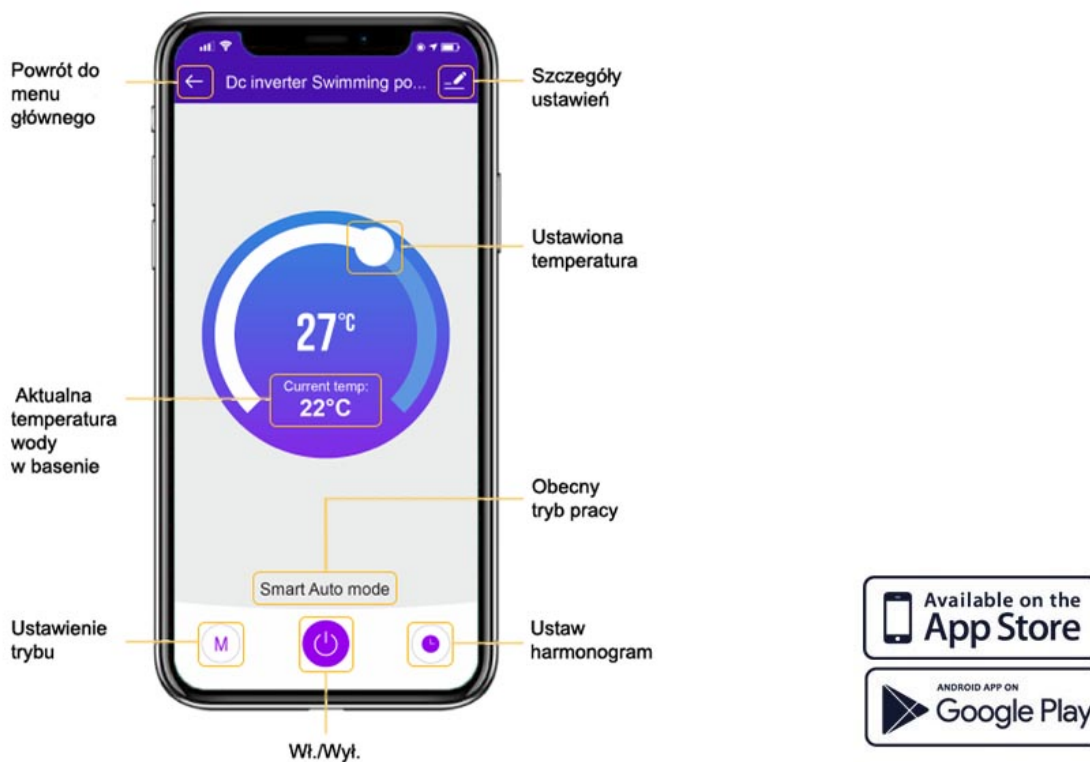 Powrót do
menu
głównego
Dc inverter Swimming po...
Szczegóły
ustawień
Ustawiona
temperatura
27°C
Current temp:
22°C
Aktualna
temperatura
wody
w basenie
Obecny
tryb pracy
Smart Auto mode
Ustawienie
trybu
M
Ustaw
harmonogram
Wł./Wył.
Available on the
App Store
ANDROID APP ON
Google Play